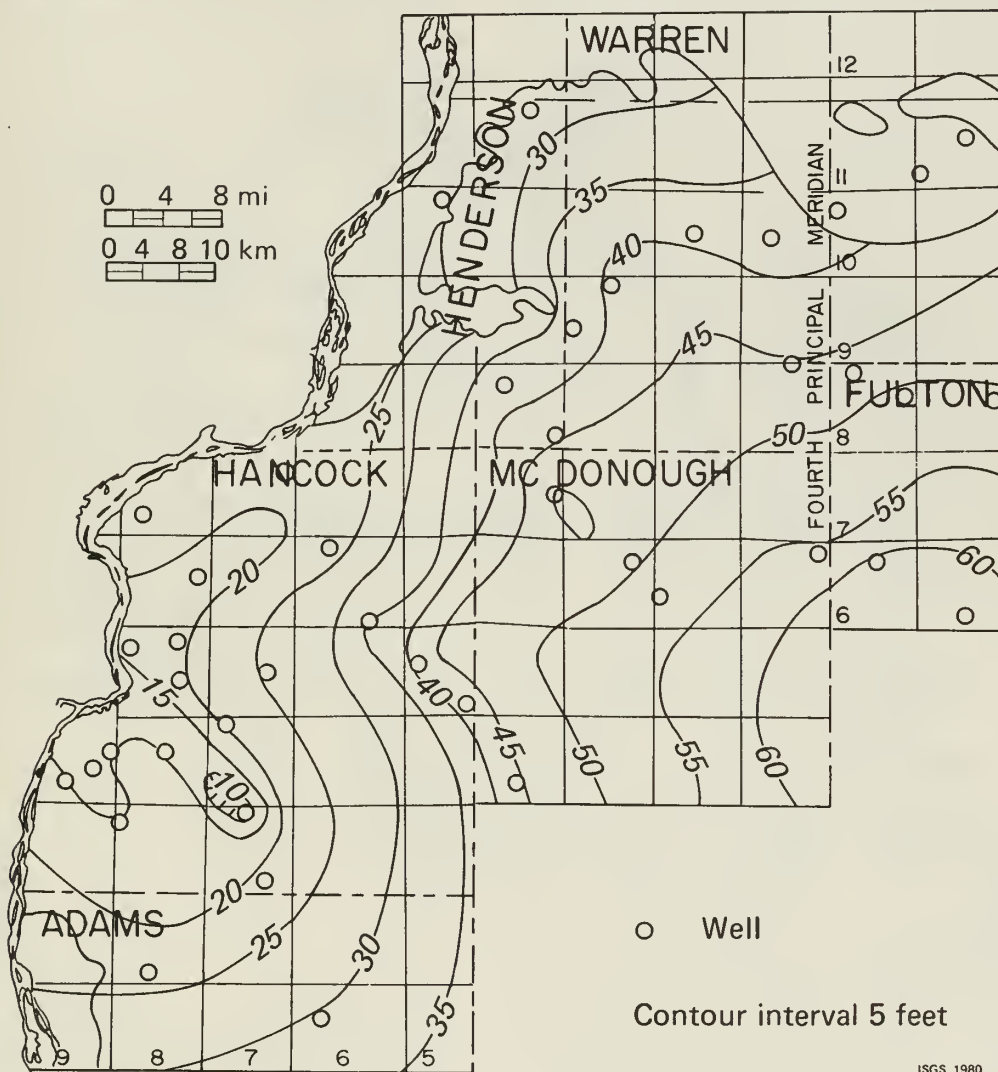 WARREN
12
HENDERSON
30
0 4 8 mi
0 4 8 10 km
11
35
FOURTH PRINCIPAL MERIDIAN
40
10
45
9
FULTON
25
50
8
HANCOCK
MC DONOUGH
55
7
20
60
6
15
40
45
50
55
60
10
20
ADAMS
25
30
35
Well
Contour interval 5 feet
9 8 7 6 5
ISGS 1980